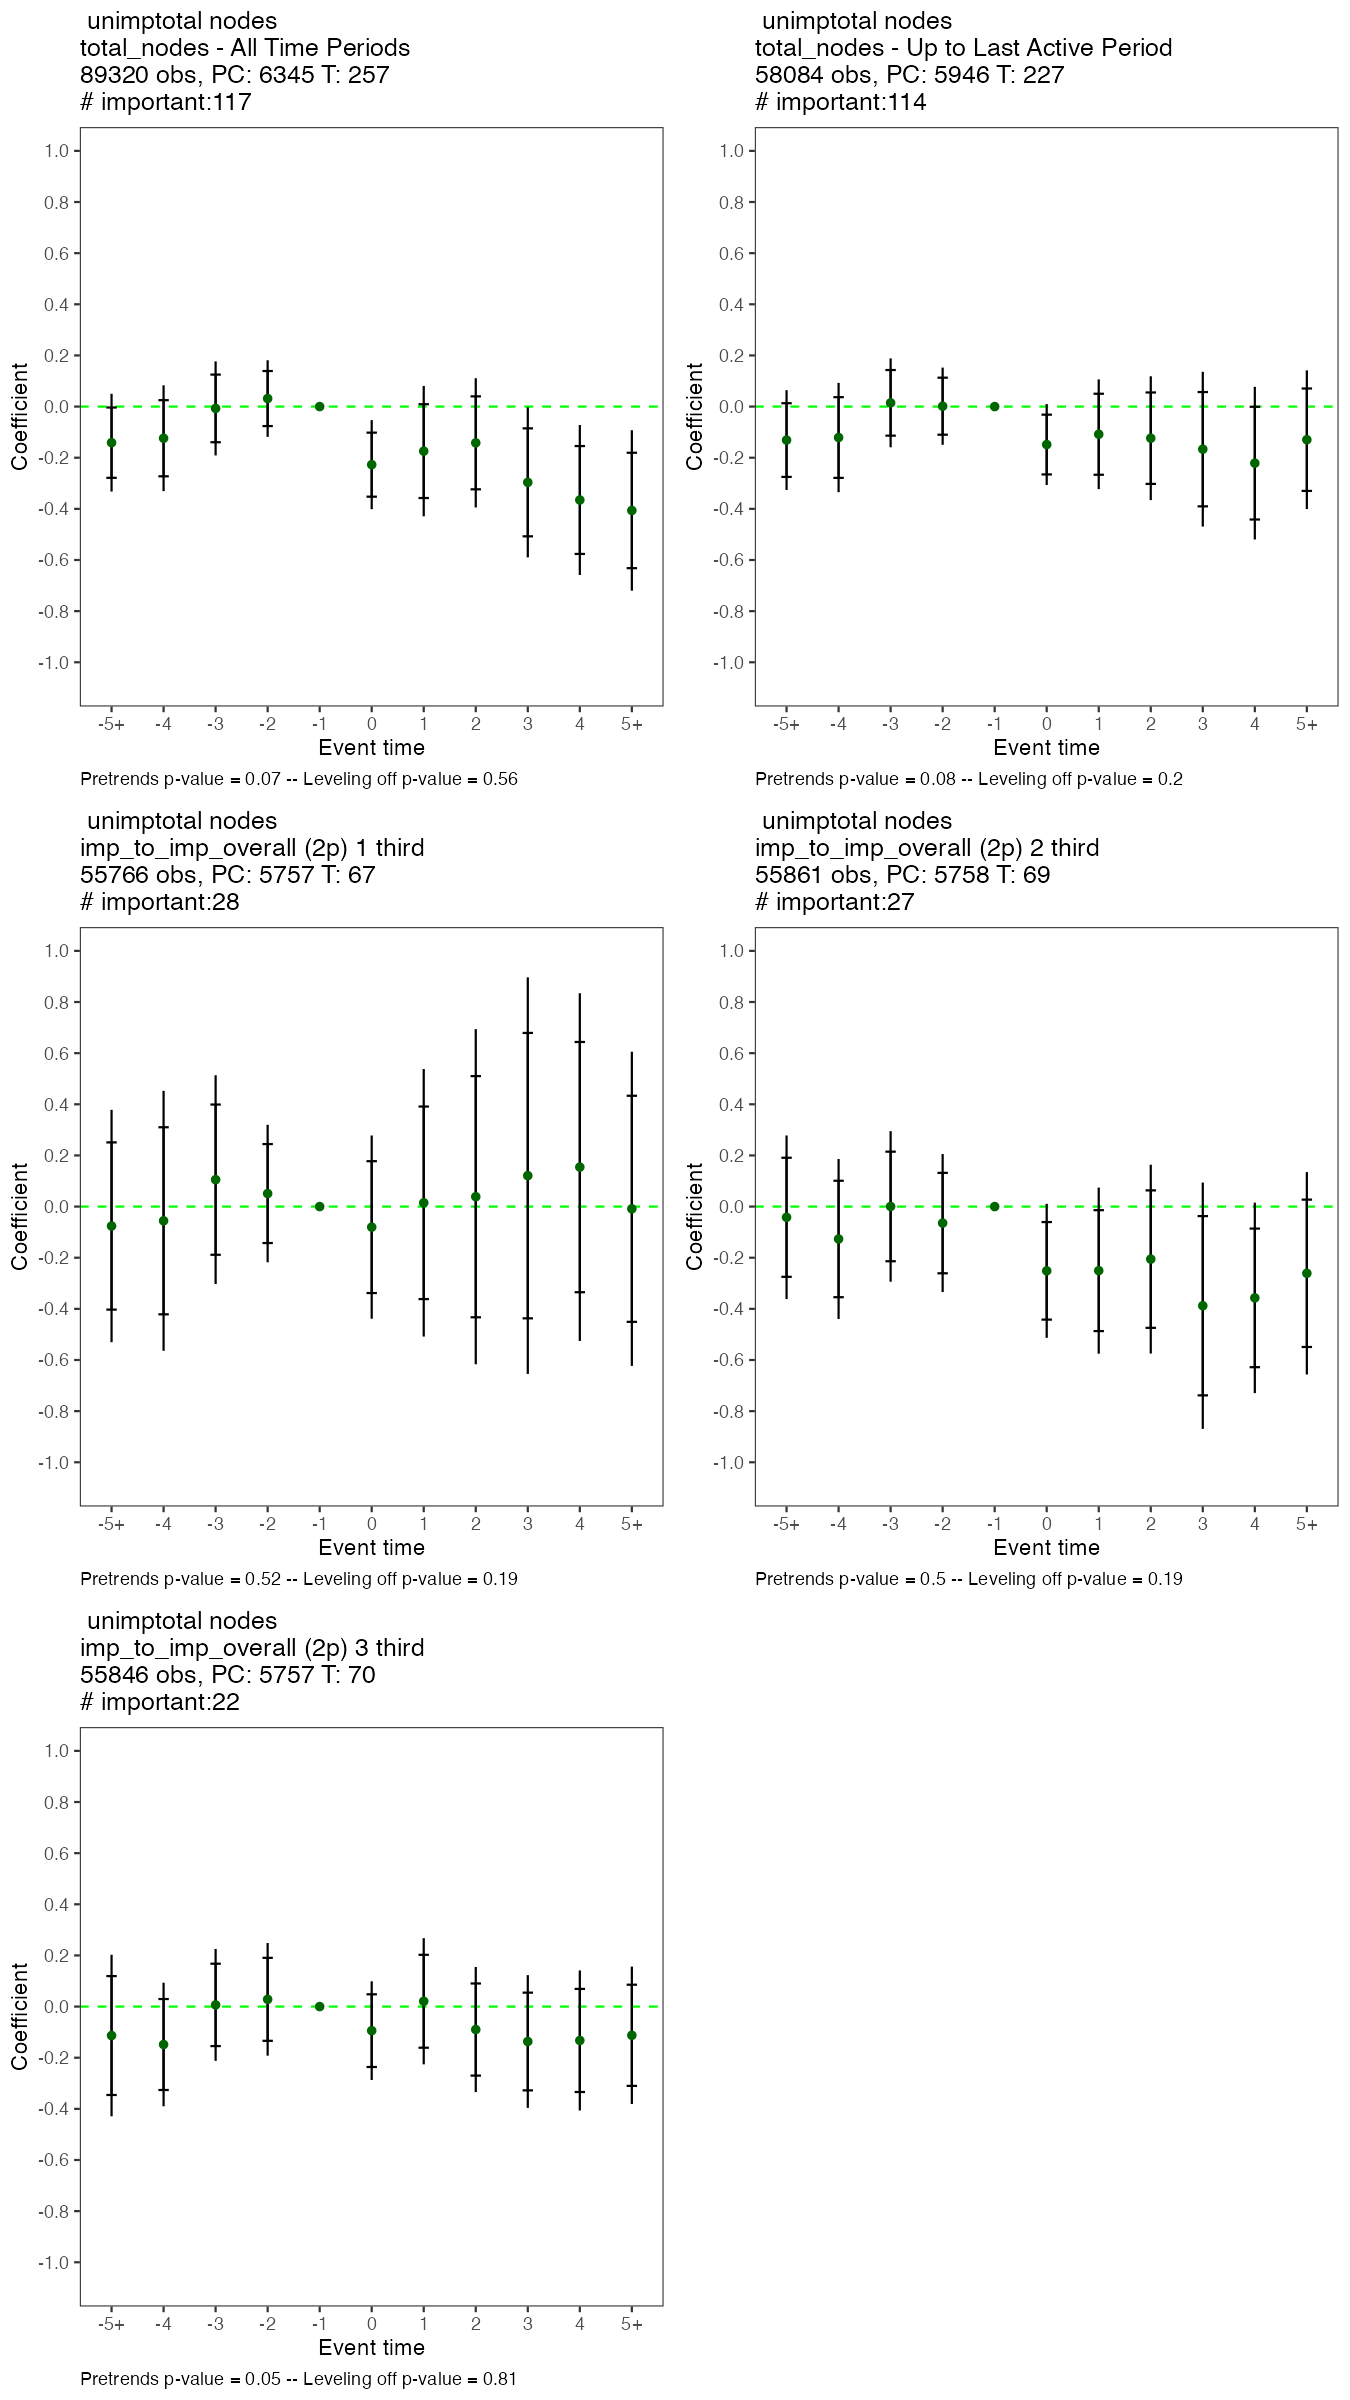 unimptotal nodes
total_nodes - All Time Periods
89320 obs, PC: 6345 T: 257
# important:117
1.0
0.8
0.6
0.4
0.2
0.0
-0.2
-0.4
-0.6
-0.8
-1.0
Coefficient
-5+ -4 -3 -2 -1 0 1 2 3 4 5+
Event time
Pretrends p-value = 0.07 -- Leveling off p-value = 0.56
unimptotal nodes
total_nodes - Up to Last Active Period
58084 obs, PC: 5946 T: 227
# important:114
1.0
0.8
0.6
0.4
0.2
0.0
-0.2
-0.4
-0.6
-0.8
-1.0
Coefficient
-5+ -4 -3 -2 -1 0 1 2 3 4 5+
Event time
Pretrends p-value = 0.08 -- Leveling off p-value = 0.2
unimptotal nodes
imp_to_imp_overall (2p) 1 third
55766 obs, PC: 5757 T: 67
# important:28
1.0
0.8
0.6
0.4
0.2
0.0
-0.2
-0.4
-0.6
-0.8
-1.0
Coefficient
-5+ -4 -3 -2 -1 0 1 2 3 4 5+
Event time
Pretrends p-value = 0.52 -- Leveling off p-value = 0.19
unimptotal nodes
imp_to_imp_overall (2p) 2 third
55861 obs, PC: 5758 T: 69
# important:27
1.0
0.8
0.6
0.4
0.2
0.0
-0.2
-0.4
-0.6
-0.8
-1.0
Coefficient
-5+ -4 -3 -2 -1 0 1 2 3 4 5+
Event time
Pretrends p-value = 0.5 -- Leveling off p-value = 0.19
unimptotal nodes
imp_to_imp_overall (2p) 3 third
55846 obs, PC: 5757 T: 70
# important:22
1.0
0.8
0.6
0.4
0.2
0.0
-0.2
-0.4
-0.6
-0.8
-1.0
Coefficient
-5+ -4 -3 -2 -1 0 1 2 3 4 5+
Event time
Pretrends p-value = 0.05 -- Leveling off p-value = 0.81